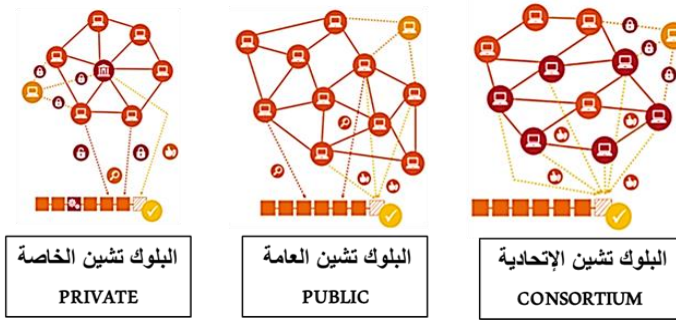 البلوك تشين الخاصة
PRIVATE
البلوك تشين العامة
PUBLIC
البلوك تشين الإتحادية
CONSORTIUM